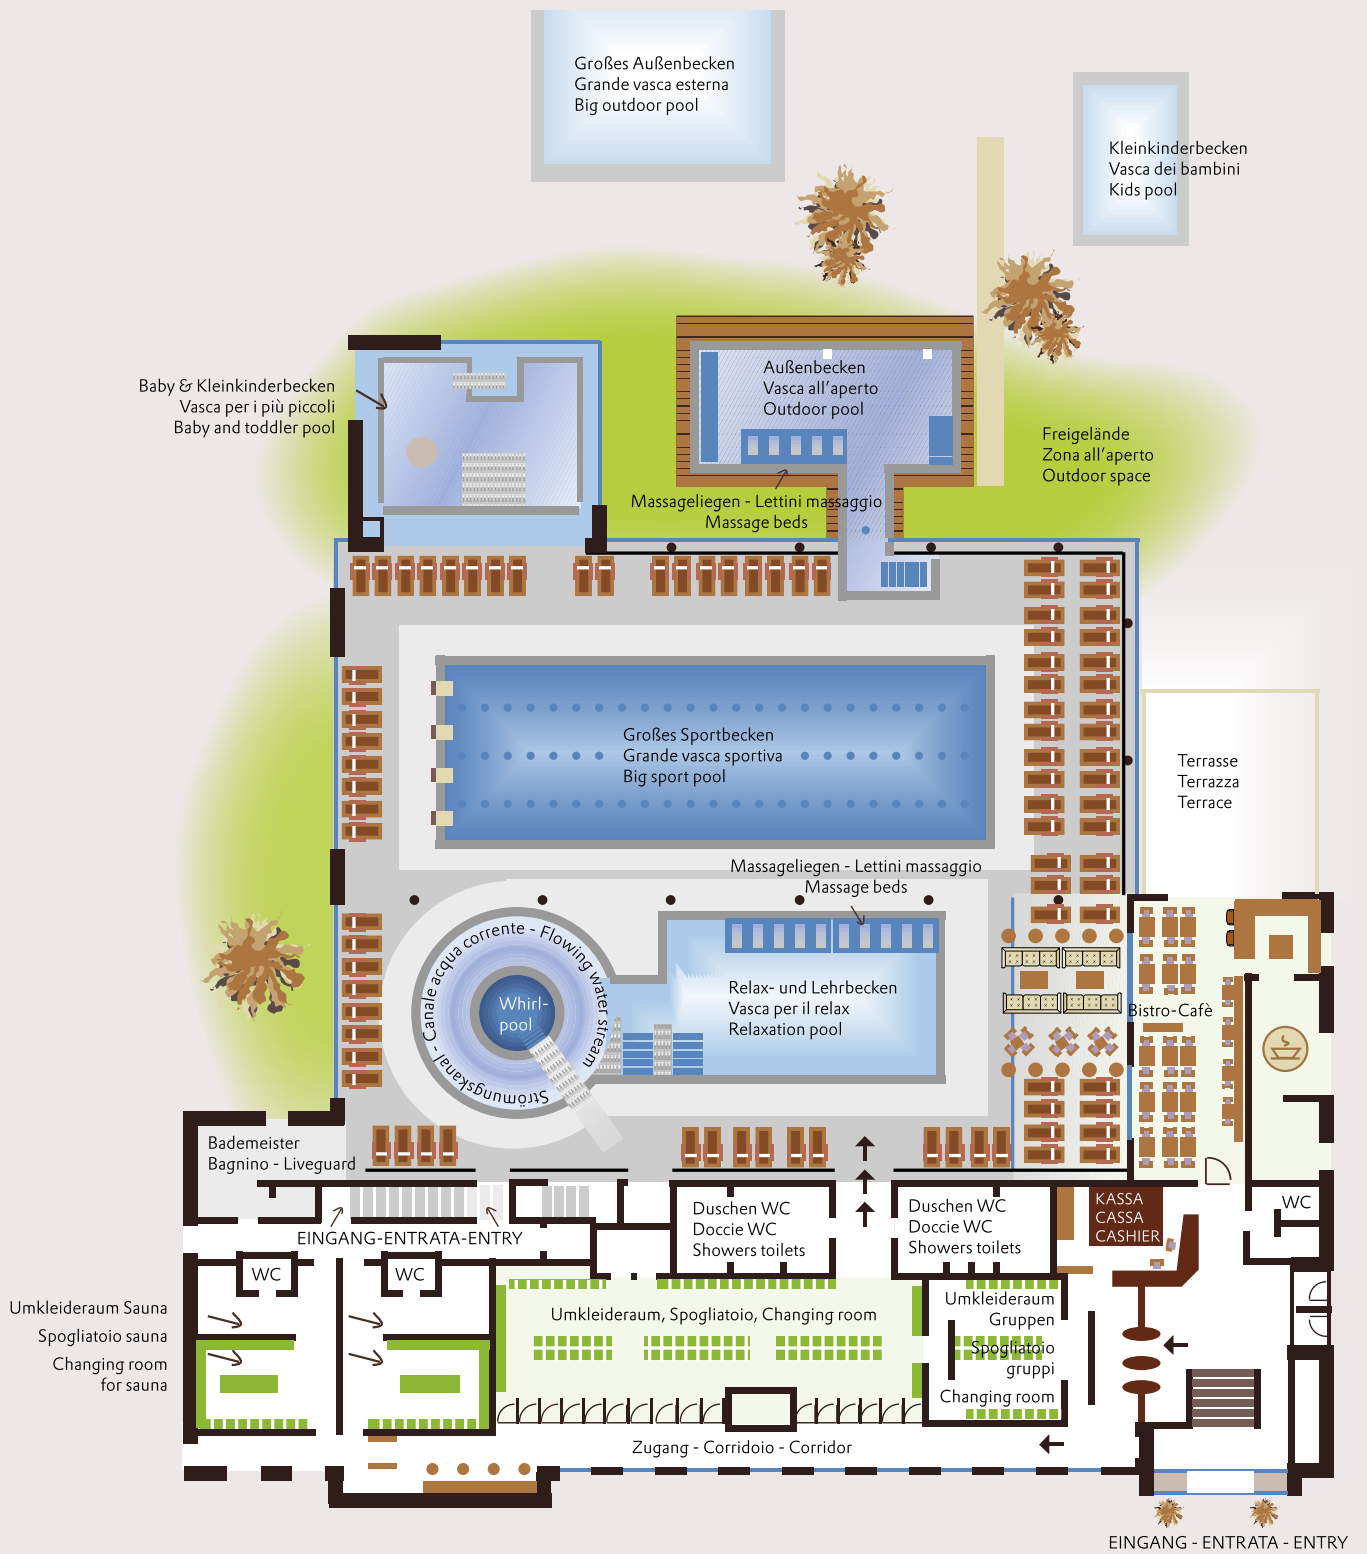 Großes Außenbecken
Grande vasca esterna
Big outdoor pool
Kleinkinderbecken
Vasca dei bambini
Kids pool
Baby & Kleinkinderbecken
Vasca per i più piccoli
Baby and toddler pool
Außenbecken
Vasca all'aperto
Outdoor pool
Freigelände
Zona all'aperto
Outdoor space
Massageliegen - Lettini massaggio
Massage beds
Großes Sportbecken
Grande vasca sportiva
Big sport pool
Terrasse
Terrazza
Terrace
Massageliegen - Lettini massaggio
Massage beds
Strömungskanal - Canale acqua corrente - Flowing water stream
Whirl-
pool
Relax- und Lehrbecken
Vasca per il relax
Relaxation pool
Bistro-Cafè
Bademeister
Bagnino - Liveguard
EINGANG-ENTRATA-ENTRY
Duschen WC
Doccie WC
Showers toilets
Duschen WC
Doccie WC
Showers toilets
KASSA
CASSA
CASHIER
WC
WC
WC
Umkleideraum Sauna
Spogliatoio sauna
Changing room
for sauna
Umkleideraum, Spogliatoio, Changing room
Umkleideraum
Gruppen
Spogliatoio
gruppi
Changing room
Zugang - Corridoio - Corridor
EINGANG - ENTRATA - ENTRY